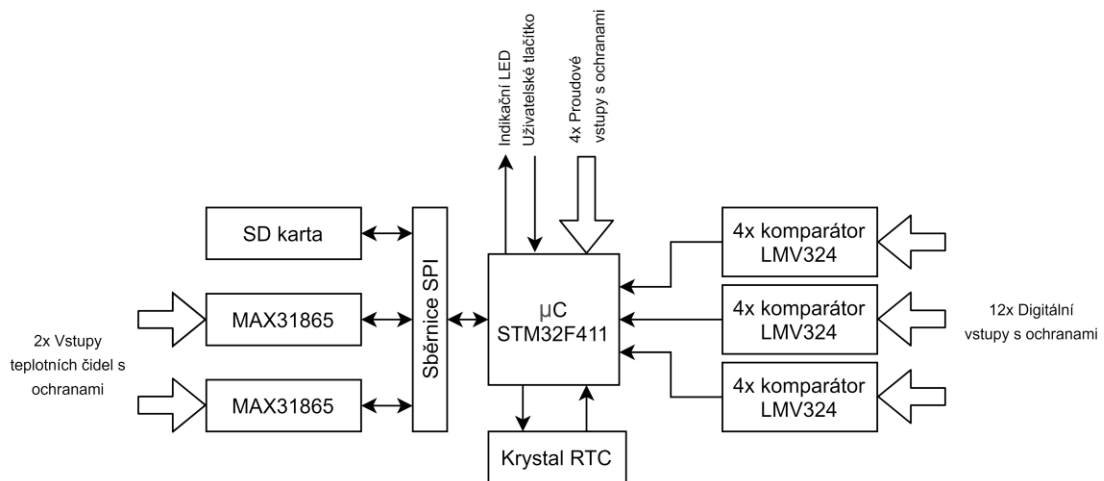 Indikační LED
Uživatelské tlačítko
4x Proudové
vstupy s ochranami
SD karta
MAX31865
MAX31865
2x Vstupy
teplotních čidel s
ochranami
Sběrnice SPI
µC
STM32F411
Krystal RTC
4x komparátor
LMV324
4x komparátor
LMV324
4x komparátor
LMV324
12x Digitální
vstupy s ochranami